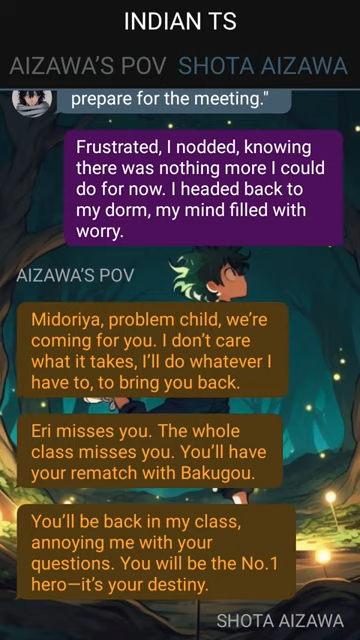 INDIAN TS
AIZAWA’S POV SHOTA AIZAWA
prepare for the meeting."
Frustrated, I nodded, knowing
there was nothing more I could
do for now. I headed back to
my dorm, my mind filled with
worry.
AIZAWA’S POV
Midoriya, problem child, we’re
coming for you. I don’t care
what it takes, I’ll do whatever I
have to, to bring you back.
Eri misses you. The whole
class misses you. You’ll have
your rematch with Bakugou.
You’ll be back in my class,
annoying me with your
questions. You will be the No.1
hero—it’s your destiny.
SHOTA AIZAWA